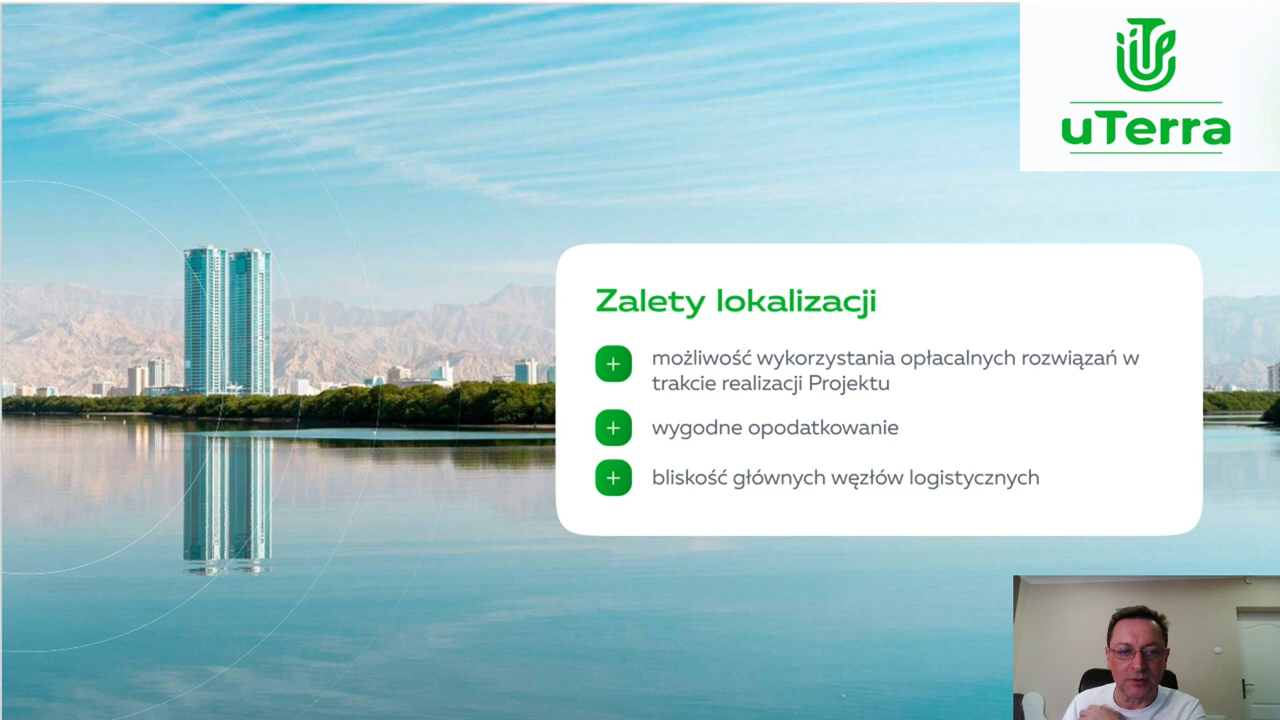 uTerra
Zalety lokalizacji
możliwość wykorzystania opłacalnych rozwiązań w
trakcie realizacji Projektu
wygodne opodatkowanie
bliskość głównych węzłów logistycznych